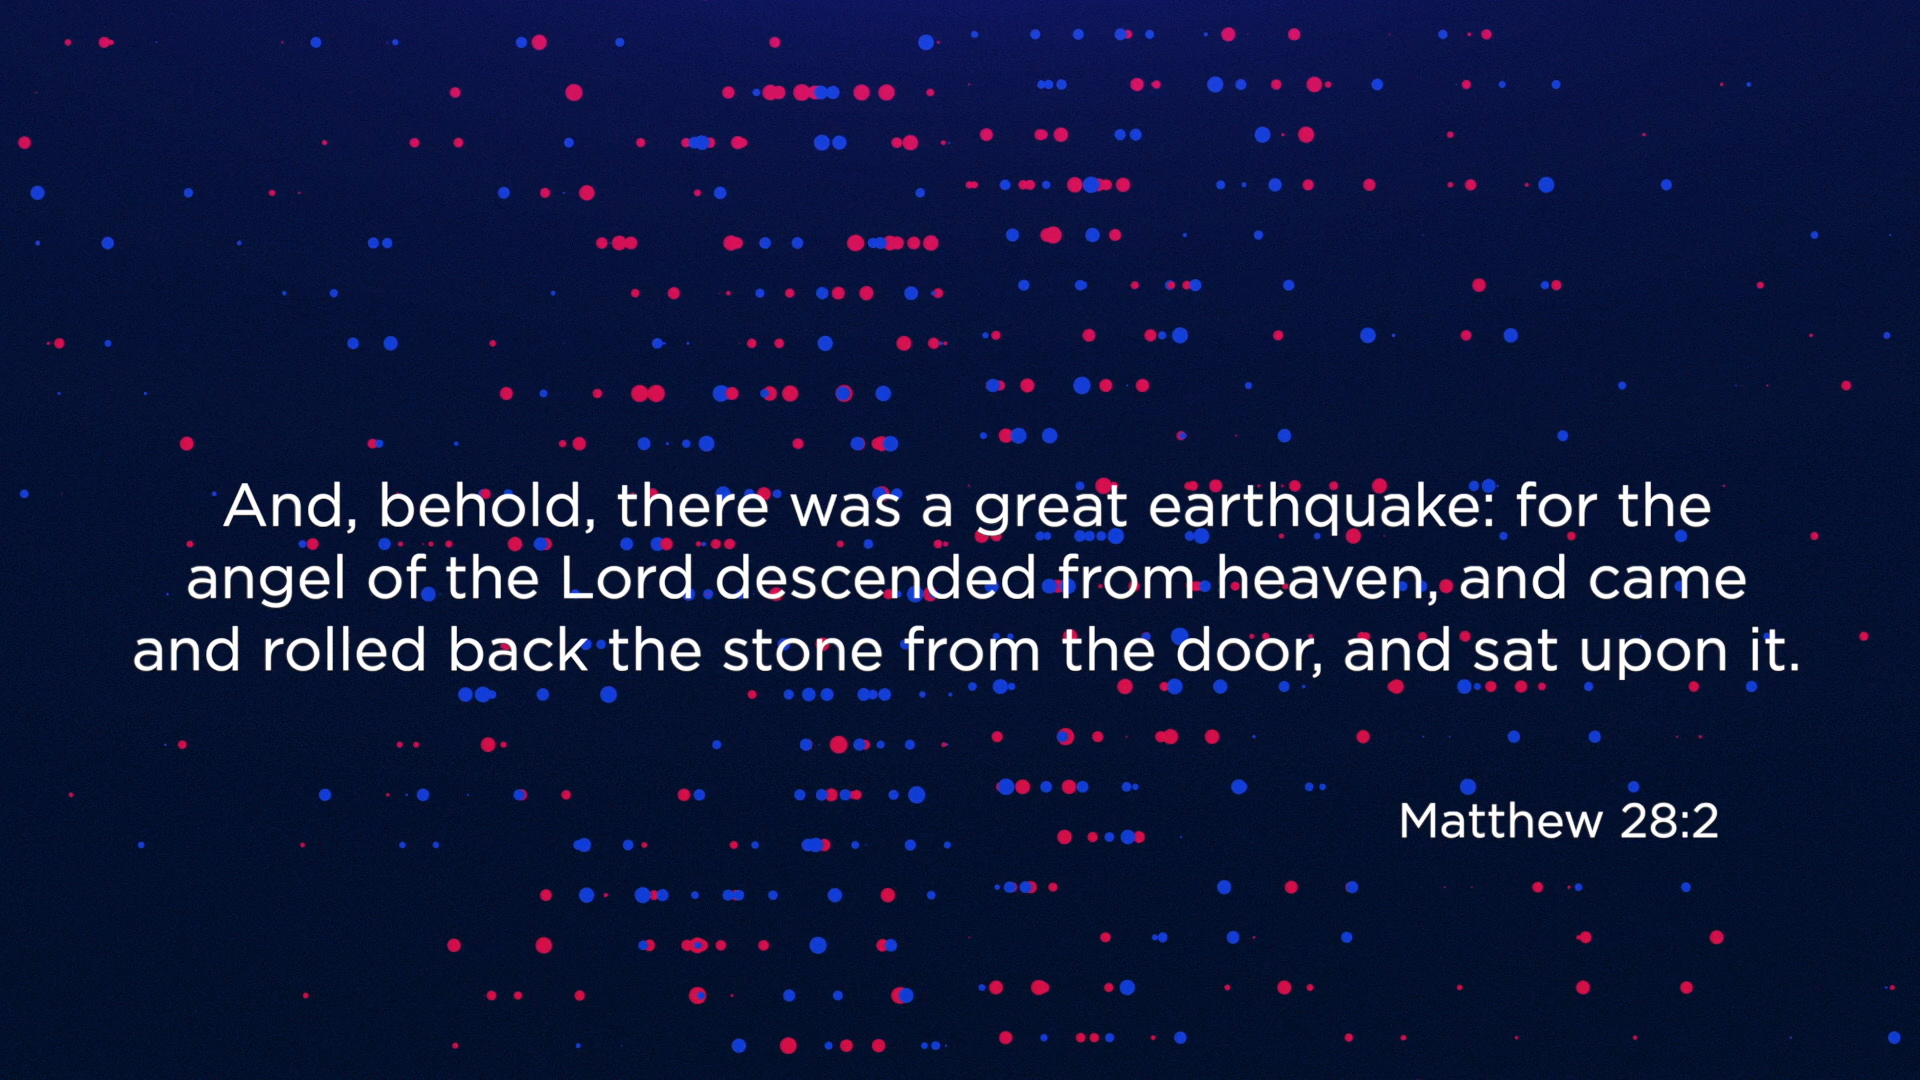 And, behold, there was a great earthquake: for the
angel of the Lord descended from heaven, and came
and rolled back the stone from the door, and sat upon it.
Matthew 28:2